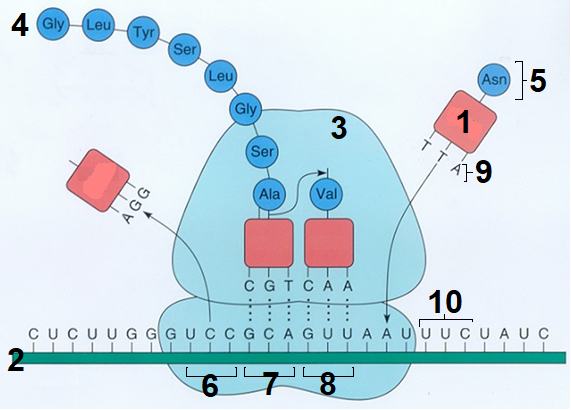 4
Gly
Leu
Tyr
Ser
Leu
Gly
Ser
Ala
Val
3
Asn
5
1
T T A
9
A G G
C G T C A A
10
C U C U U G G G U C C G C A G U U A A U U U C U A U C
2
6
7
8